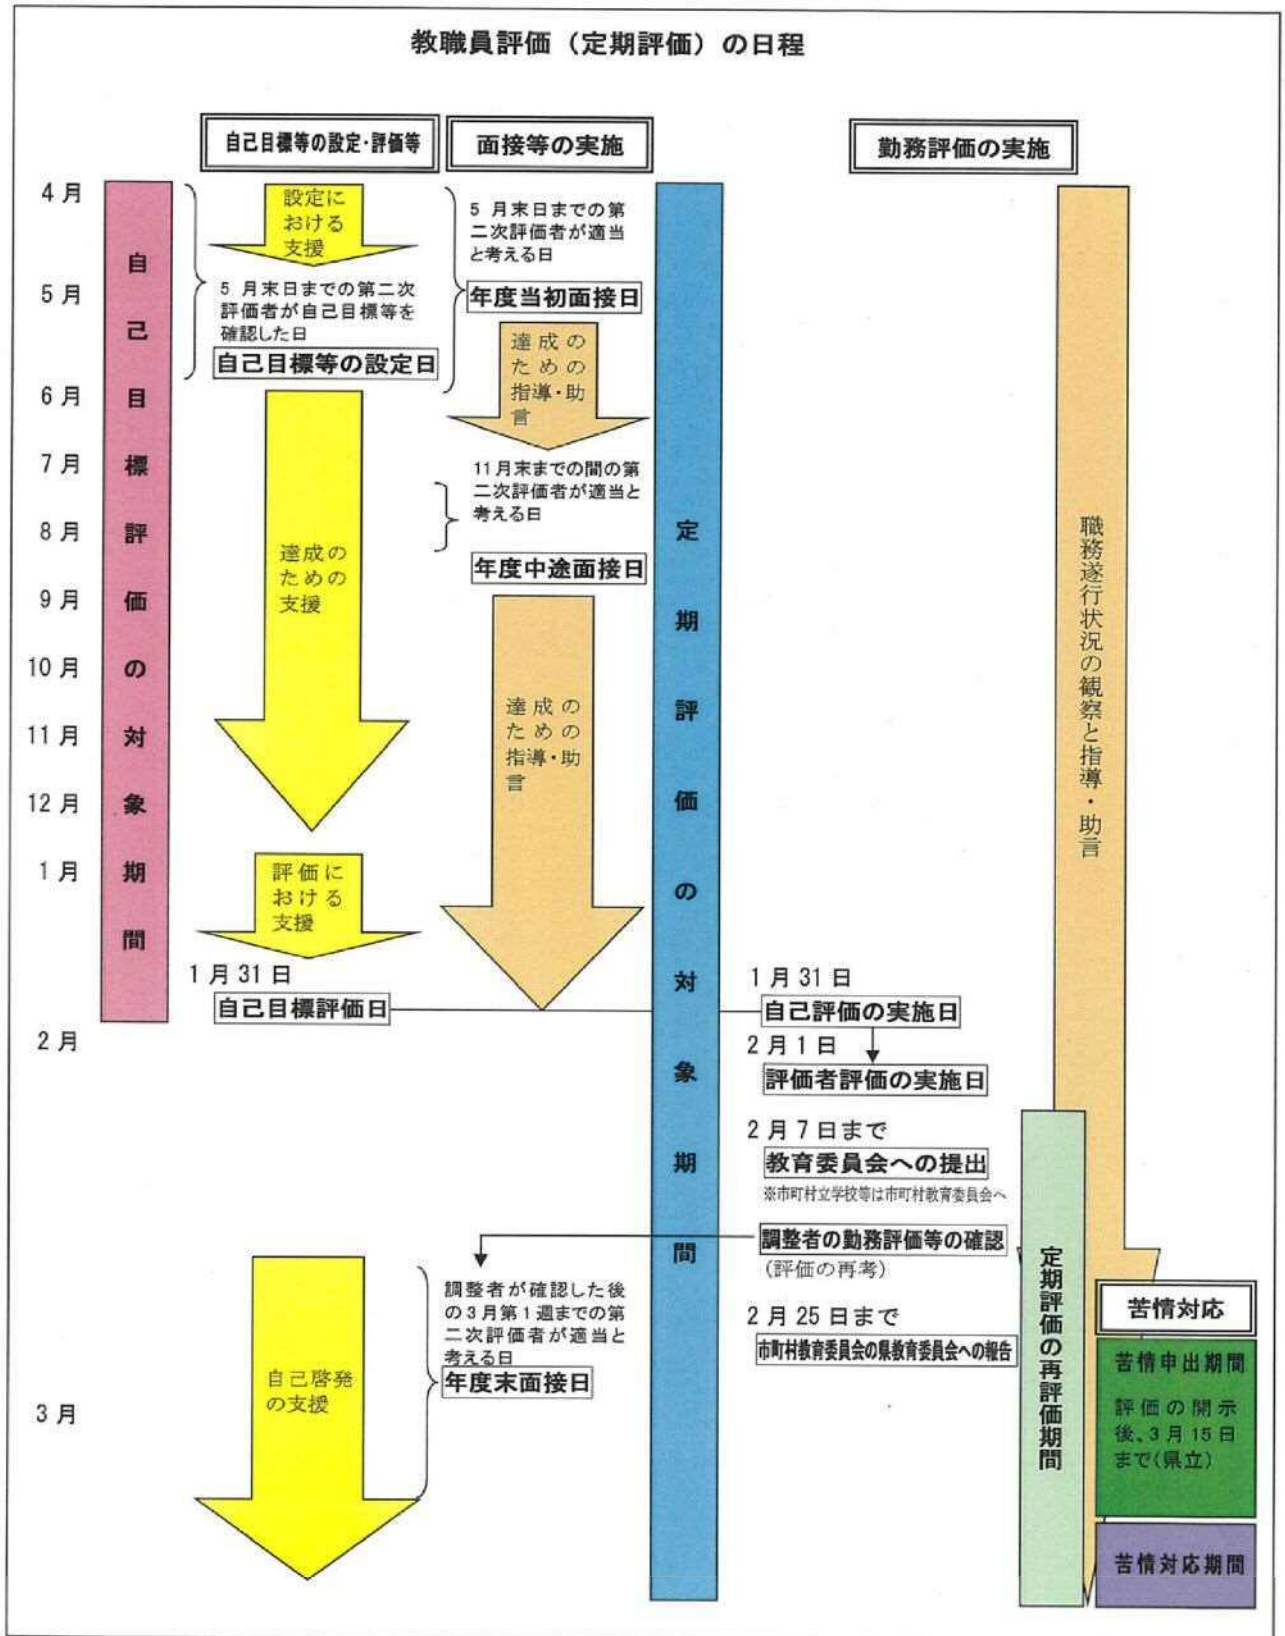 教職員評価（定期評価）の日程
自己目標等の設定・評価等
面接等の実施
勤務評価の実施
4月
5月
6月
7月
8月
9月
10月
11月
12月
1月
2月
3月
自己目標評価の対象期間
設定に
おける
支援
5月末日までの第二次
評価者が自己目標等を
確認した日
自己目標等の設定日
達成の
ための
支援
評価に
おける
支援
1月31日
自己目標評価日
自己啓発
の支援
5月末日までの第
二次評価者が適当
と考える日
年度当初面接日
達成の
ための
指導・助
言
11月末までの間の第
二次評価者が適当と
考える日
年度中途面接日
達成の
ための
指導・助
言
調整者が確認した後
の3月第1週までの第
二次評価者が適当と
考える日
年度末面接日
定期評価の対象期間
1月31日
自己評価の実施日
2月1日
評価者評価の実施日
2月7日まで
教育委員会への提出
※市町村立学校等は市町村教育委員会へ
調整者の勤務評価等の確認
（評価の再考）
2月25日まで
市町村教育委員会の県教育委員会への報告
職務遂行状況の観察と指導・助言
定期評価の再評価期間
苦情対応
苦情申出期間
評価の開示
後、3月15日
まで（県立）
苦情対応期間